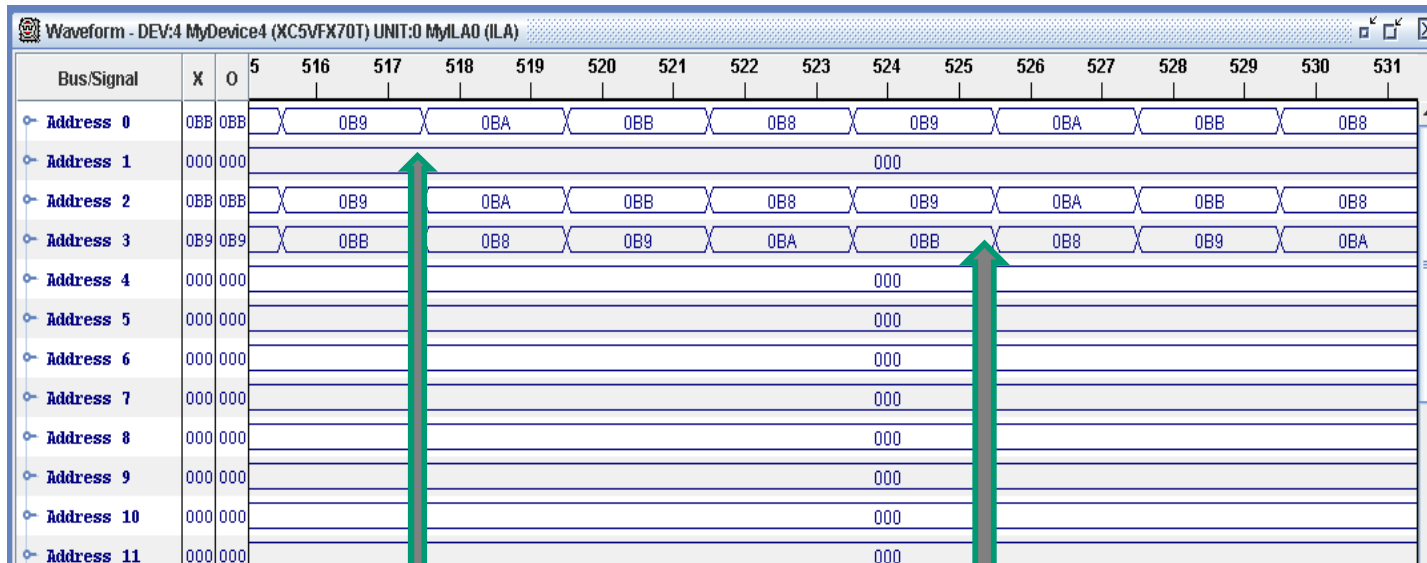 Waveform - DEV:4 MyDevice4 (XC5VFX70T) UNIT:0 MyILA0 (ILA)
Bus/Signal X O 5 516 517 518 519 520 521 522 523 524 525 526 527 528 529 530 531
Address 0 0BB 0BB 0B9 0BA 0BB 0B8 0B9 0BA 0BB 0B8
Address 1 000 000 000
Address 2 0BB 0BB 0B9 0BA 0BB 0B8 0B9 0BA 0BB 0B8
Address 3 0B9 0B9 0BB 0B8 0B9 0BA 0BB 0B8 0B9 0BA
Address 4 000 000 000
Address 5 000 000 000
Address 6 000 000 000
Address 7 000 000 000
Address 8 000 000 000
Address 9 000 000 000
Address 10 000 000 000
Address 11 000 000 000